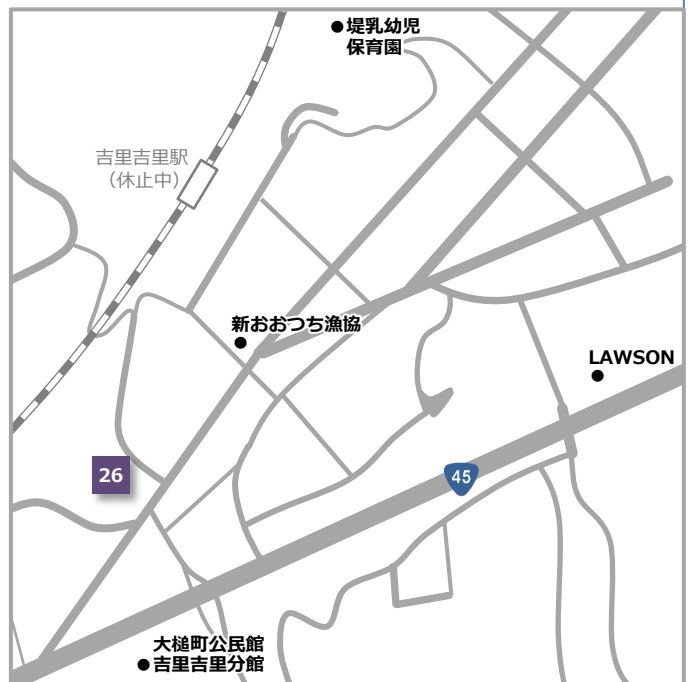 堤乳幼児
保育園
吉里吉里駅
（休止中）
新おおつち漁協
LAWSON
26
45
大槌町公民館
吉里吉里分館